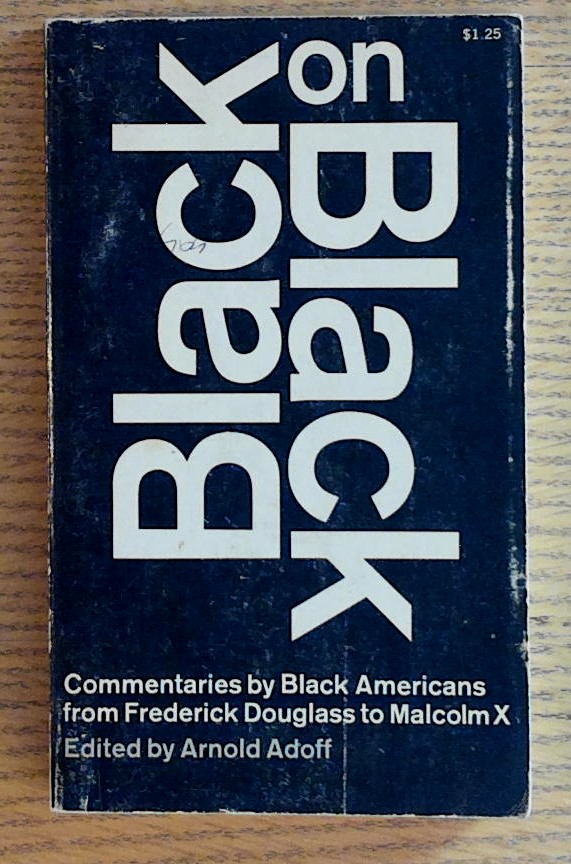 $1.25
Black
on
Black
Commentaries by Black Americans
from Frederick Douglass to Malcolm X
Edited by Arnold Adoff